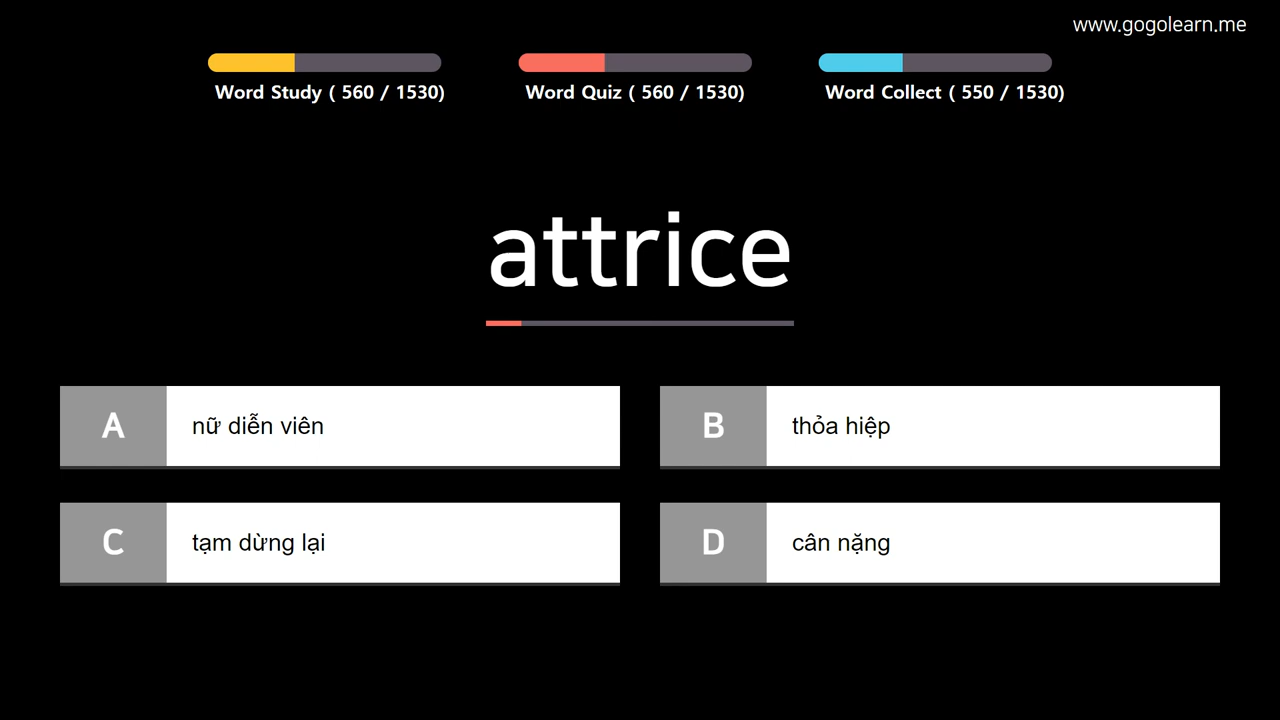 www.gogolearn.me
Word Study ( 560 / 1530)
Word Quiz ( 560 / 1530)
Word Collect ( 550 / 1530)
attrice
A
nữ diễn viên
B
thỏa hiệp
C
tạm dừng lại
D
cân nặng